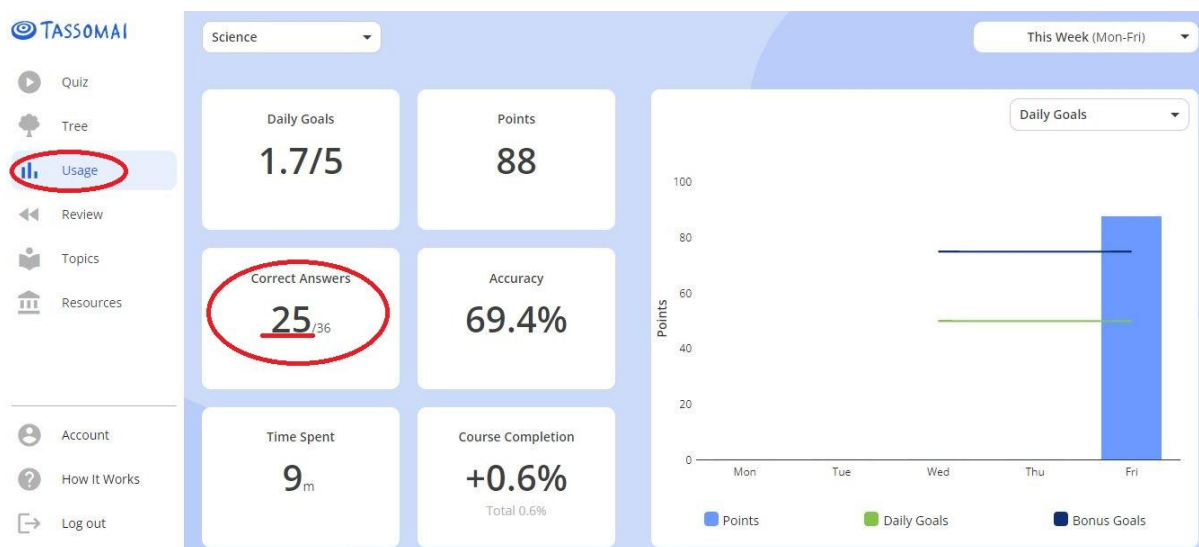 TASSOMAI
Quiz
Tree
Usage
Review
Topics
Resources
Account
How It Works
Log out
Science
This Week (Mon-Fri)
Daily Goals
1.7/5
Points
88
Correct Answers
25/36
Accuracy
69.4%
Time Spent
9m
Course Completion
+0.6%
Total 0.6%
Daily Goals
Points
100
80
60
40
20
0
Mon Tue Wed Thu Fri
Points Daily Goals Bonus Goals